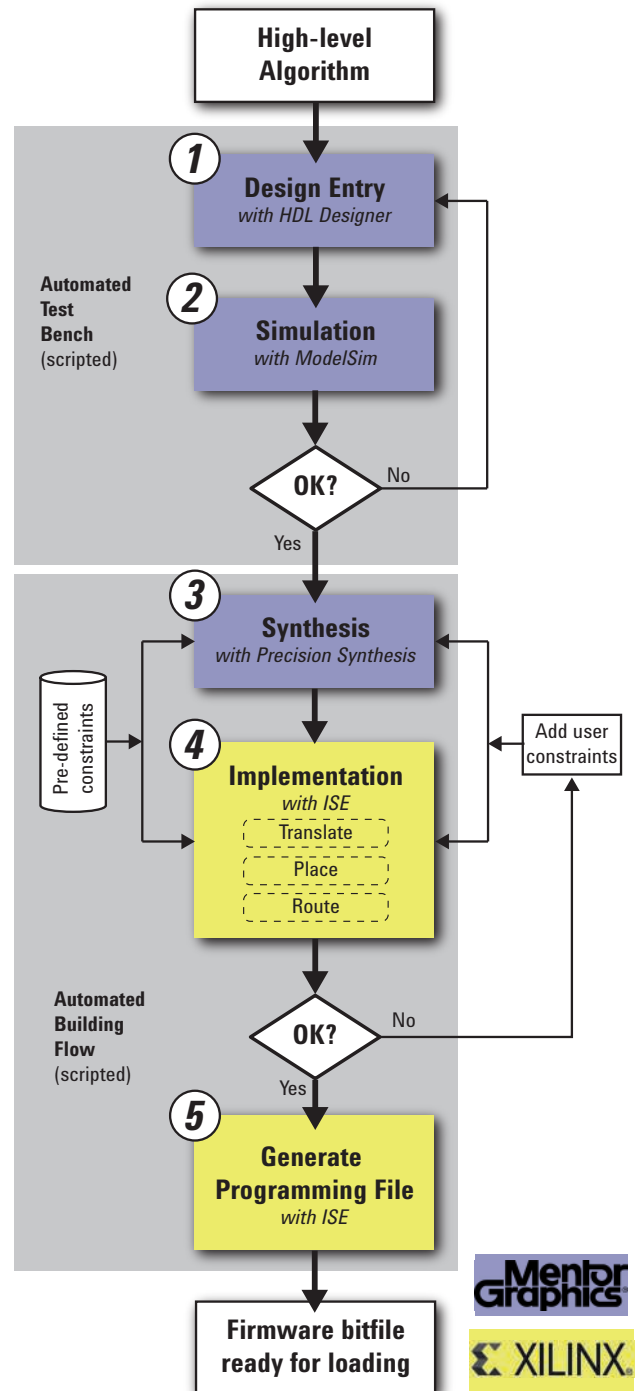 High-level
Algorithm
1
Design Entry
with HDL Designer
Automated
Test
Bench
(scripted)
2
Simulation
with ModelSim
OK?
No
Yes
3
Synthesis
with Precision Synthesis
Pre-defined
constraints
Add user
constraints
4
Implementation
with ISE
Translate
Place
Route
Automated
Building
Flow
(scripted)
OK?
No
Yes
5
Generate
Programming File
with ISE
Mentor
Graphics®
Firmware bitfile
ready for loading
XILINX®